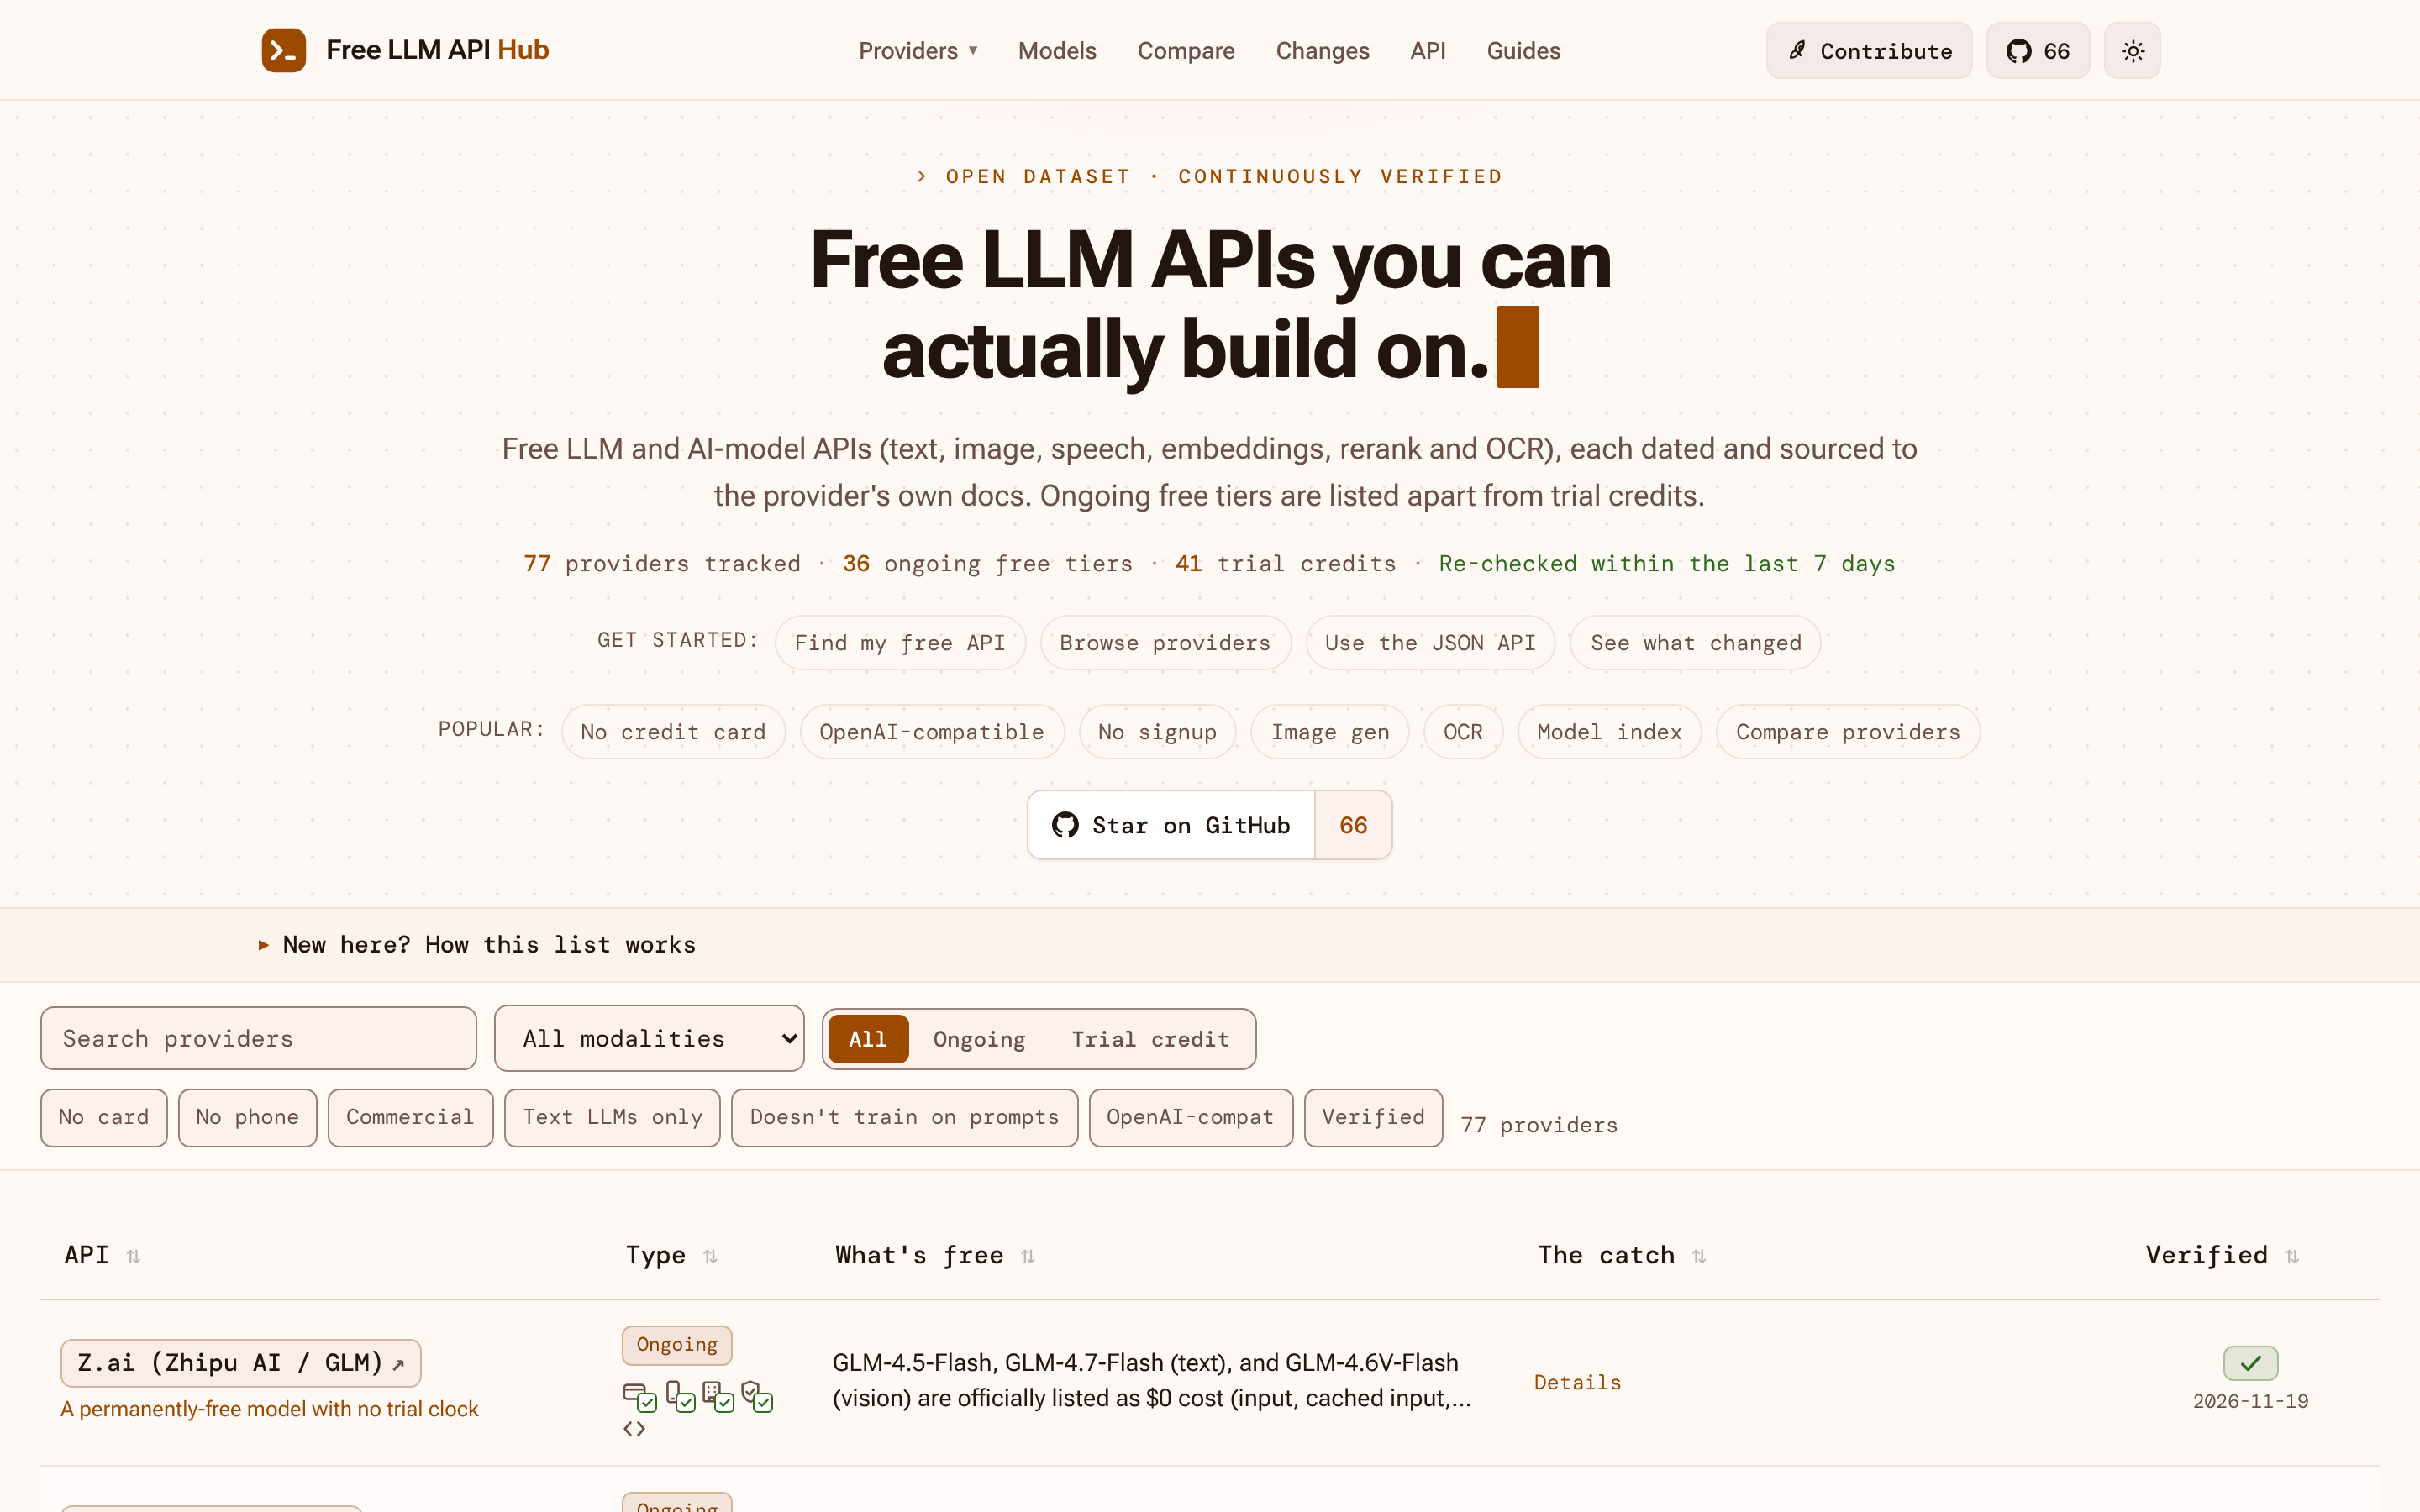 Free LLM API Hub
Providers ▾ Models Compare Changes API Guides
Contribute 66
› OPEN DATASET · CONTINUOUSLY VERIFIED
Free LLM APIs you can
actually build on.
Free LLM and AI-model APIs (text, image, speech, embeddings, rerank and OCR), each dated and sourced to
the provider's own docs. Ongoing free tiers are listed apart from trial credits.
77 providers tracked · 36 ongoing free tiers · 41 trial credits · Re-checked within the last 7 days
GET STARTED: Find my free API Browse providers Use the JSON API See what changed
POPULAR: No credit card OpenAI-compatible No signup Image gen OCR Model index Compare providers
Star on GitHub 66
▸ New here? How this list works
Search providers All modalities All Ongoing Trial credit
No card No phone Commercial Text LLMs only Doesn't train on prompts OpenAI-compat Verified 77 providers
API ⇅ Type ⇅ What's free ⇅ The catch ⇅ Verified ⇅
Z.ai (Zhipu AI / GLM) ↗
A permanently-free model with no trial clock
Ongoing
GLM-4.5-Flash, GLM-4.7-Flash (text), and GLM-4.6V-Flash
(vision) are officially listed as $0 cost (input, cached input,...
Details
2026-11-19
Ongoing